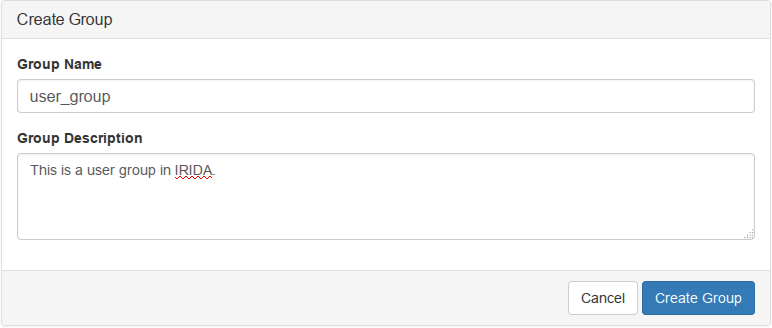 Create Group
Group Name
user_group
Group Description
This is a user group in IRIDA.
Cancel
Create Group